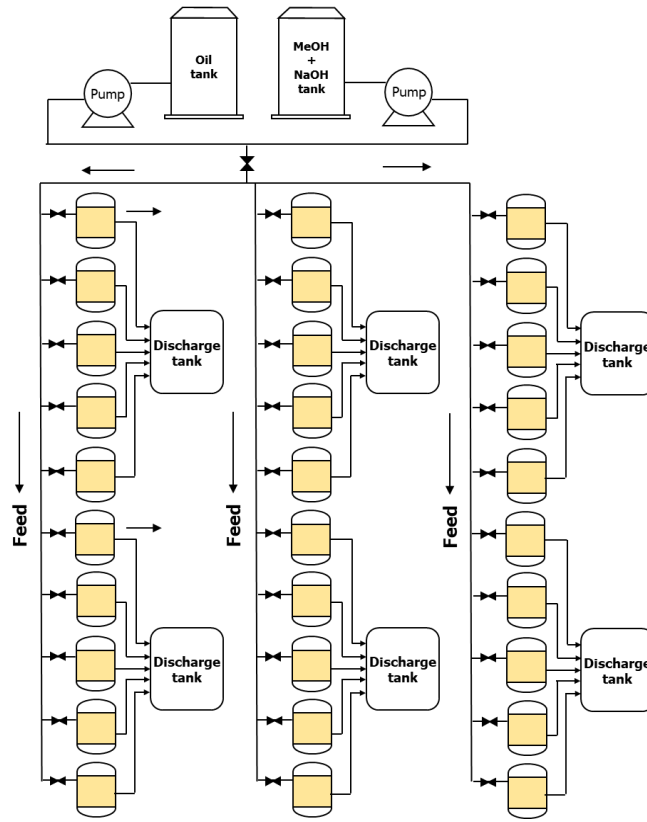 Oil
tank
MeOH
+
NaOH
tank
Pump
Pump
Discharge
tank
Discharge
tank
Discharge
tank
Feed
Feed
Feed
Discharge
tank
Discharge
tank
Discharge
tank